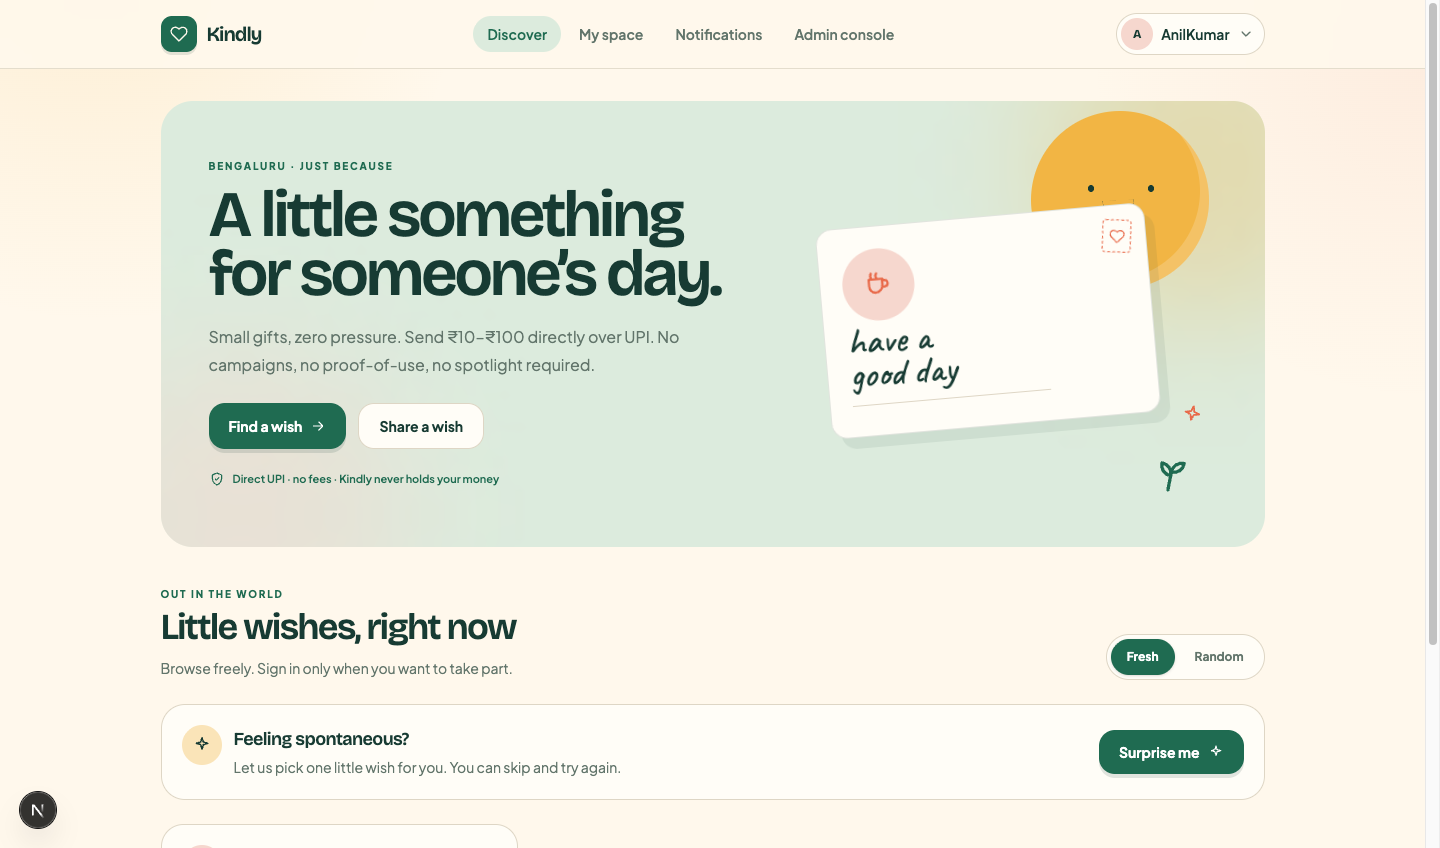 Kindly
Discover
My space
Notifications
Admin console
A
AnilKumar
BENGALURU · JUST BECAUSE
A little something
for someone’s day.
Small gifts, zero pressure. Send ₹10–₹100 directly over UPI. No
campaigns, no proof-of-use, no spotlight required.
Find a wish
Share a wish
Direct UPI · no fees · Kindly never holds your money
have a
good day
OUT IN THE WORLD
Little wishes, right now
Browse freely. Sign in only when you want to take part.
Fresh
Random
Feeling spontaneous?
Let us pick one little wish for you. You can skip and try again.
Surprise me
N